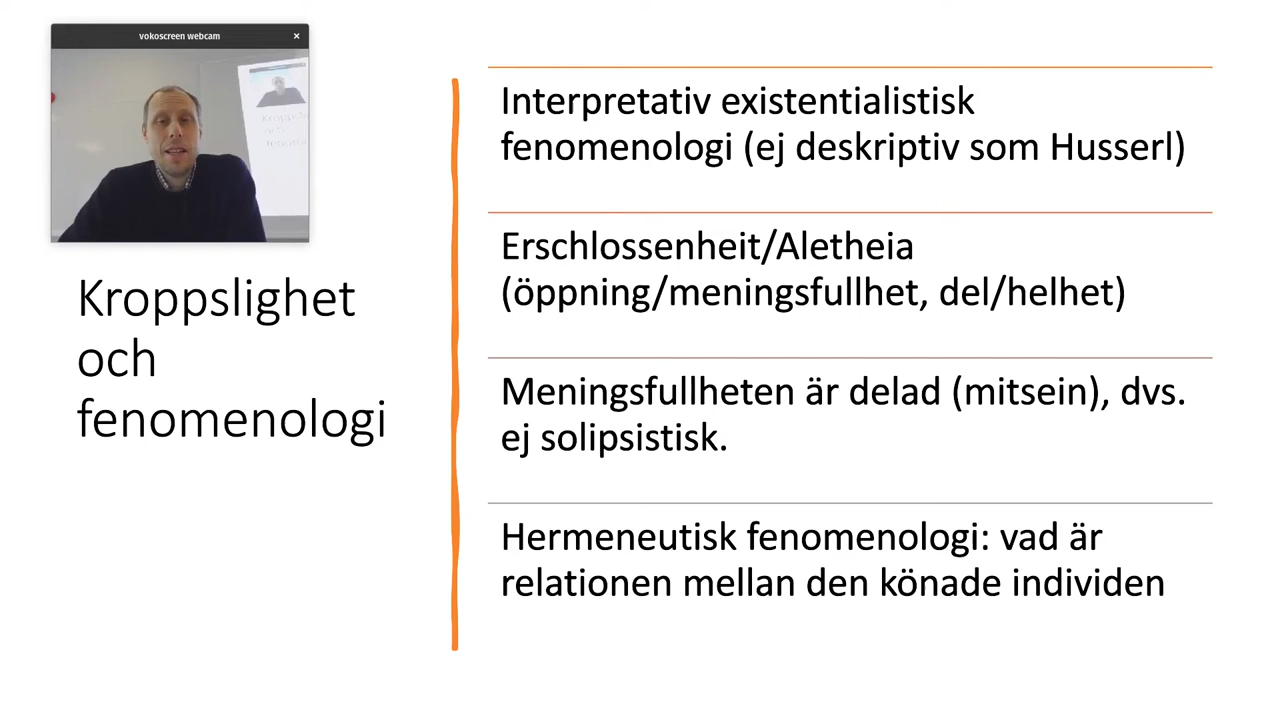 vokoscreen webcam
Kroppslighet
och
fenomenologi
Interpretativ existentialistisk
fenomenologi (ej deskriptiv som Husserl)
Erschlossenheit/Aletheia
(öppning/meningsfullhet, del/helhet)
Meningsfullheten är delad (mitsein), dvs.
ej solipsistisk.
Hermeneutisk fenomenologi: vad är
relationen mellan den könade individen